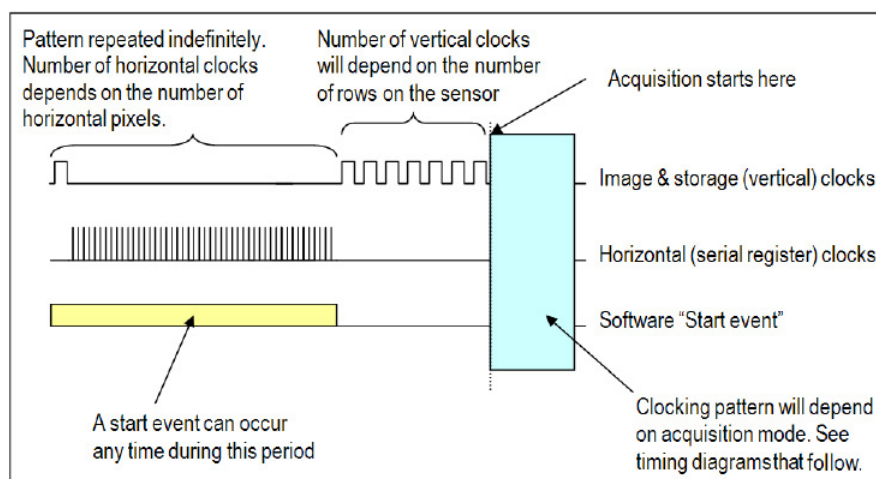 Pattern repeated indefinitely.
Number of horizontal clocks
depends on the number of
horizontal pixels.
Number of vertical clocks
will depend on the number
of rows on the sensor
Acquisition starts here
Image & storage (vertical) clocks
Horizontal (serial register) clocks
Software “Start event”
A start event can occur
any time during this period
Clocking pattern will depend
on acquisition mode. See
timing diagrams that follow.